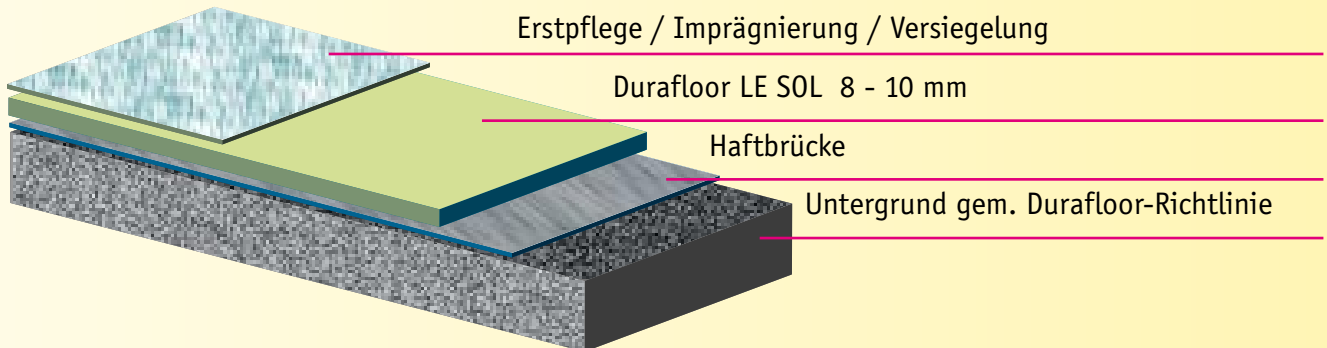 Erstpflege / Imprägnierung / Versiegelung
Durafloor LE SOL 8 - 10 mm
Haftbrücke
Untergrund gem. Durafloor-Richtlinie